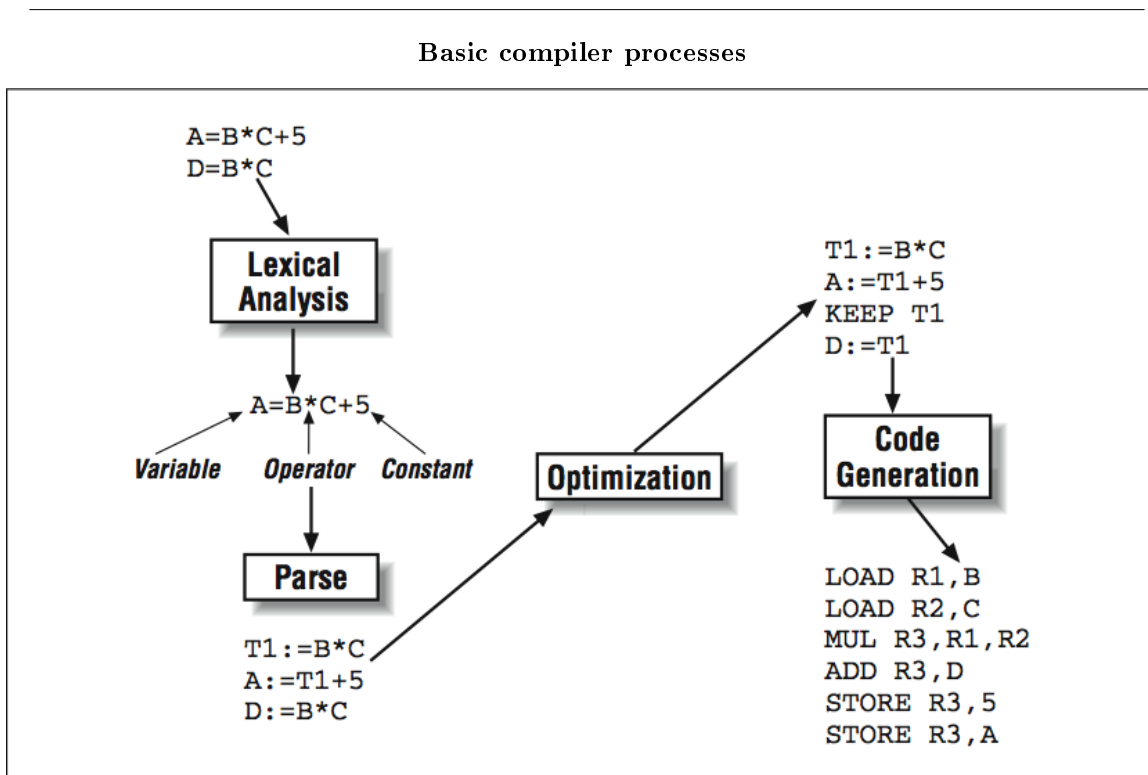 Basic compiler processes
A=B*C+5
D=B*C
Lexical
Analysis
A=B*C+5
Variable Operator Constant
Parse
T1:=B*C
A:=T1+5
D:=B*C
Optimization
T1:=B*C
A:=T1+5
KEEP T1
D:=T1
Code
Generation
LOAD R1,B
LOAD R2,C
MUL R3,R1,R2
ADD R3,D
STORE R3,5
STORE R3,A